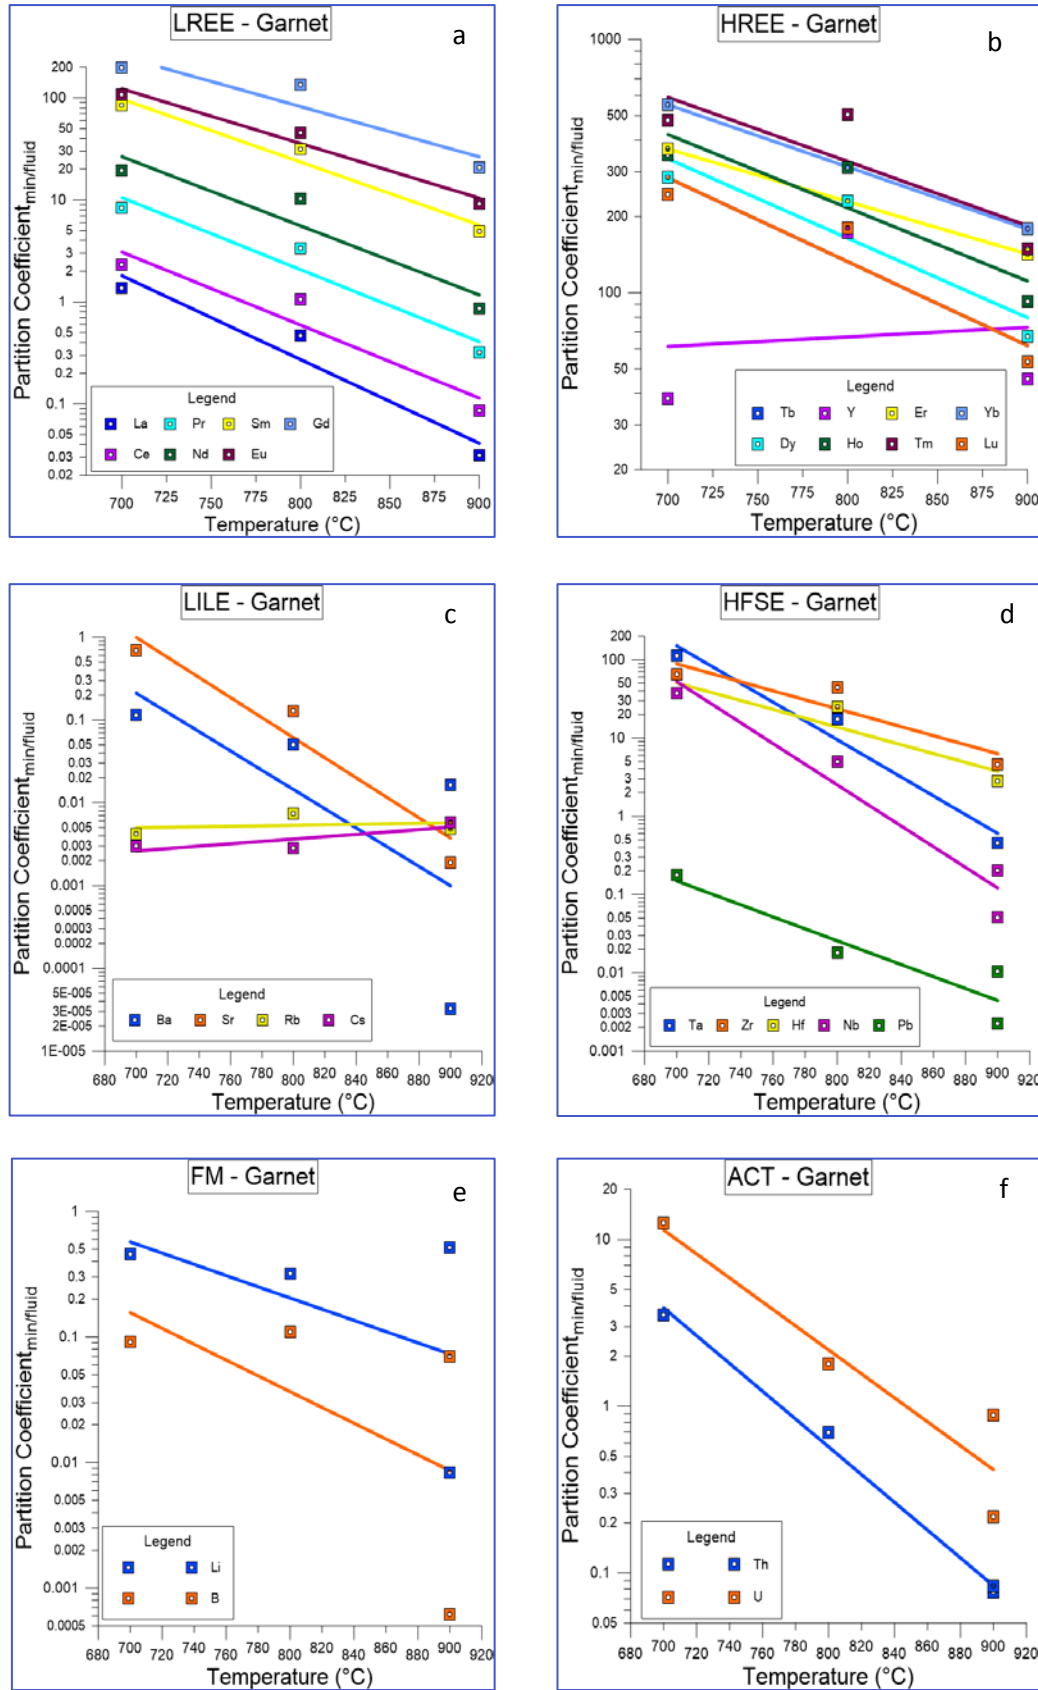 LREE - Garnet
a
Partition Coefficient min/fluid
200
100
50
30
20
10
5
3
2
1
0.5
0.3
0.2
0.1
0.05
0.03
0.02
Legend
La Pr Sm Gd
Ce Nd Eu
700 725 750 775 800 825 850 875 900
Temperature (°C)
HREE - Garnet
b
Partition Coefficient min/fluid
1000
500
300
200
100
50
30
20
Legend
Tb Y Er Yb
Dy Ho Tm Lu
700 725 750 775 800 825 850 875 900
Temperature (°C)
LILE - Garnet
c
Partition Coefficient min/fluid
1
0.5
0.3
0.2
0.1
0.05
0.03
0.02
0.01
0.005
0.003
0.002
0.001
0.0005
0.0003
0.0002
0.0001
5E-005
3E-005
2E-005
1E-005
Legend
Ba Sr Rb Cs
680 700 720 740 760 780 800 820 840 860 880 900 920
Temperature (°C)
HFSE - Garnet
d
Partition Coefficient min/fluid
200
100
50
30
20
10
5
3
2
1
0.5
0.3
0.2
0.1
0.05
0.03
0.02
0.01
0.005
0.003
0.002
0.001
Legend
Ta Zr Hf Nb Pb
680 700 720 740 760 780 800 820 840 860 880 900 920
Temperature (°C)
FM - Garnet
e
Partition Coefficient min/fluid
1
0.5
0.3
0.2
0.1
0.05
0.03
0.02
0.01
0.005
0.003
0.002
0.001
0.0005
Legend
Li
B
680 700 720 740 760 780 800 820 840 860 880 900 920
Temperature (°C)
ACT - Garnet
f
Partition Coefficient min/fluid
20
10
5
3
2
1
0.5
0.3
0.2
0.1
0.05
Legend
Th
U
680 700 720 740 760 780 800 820 840 860 880 900 920
Temperature (°C)